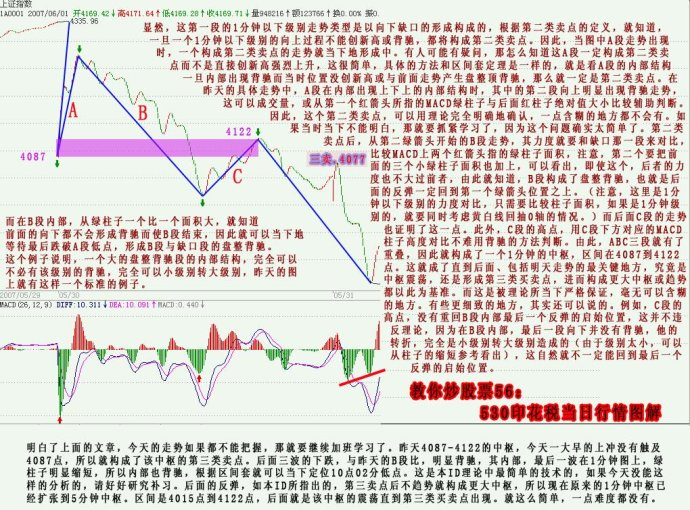 上证指数
1A0001 2007/06/01 开4169.42↓高4171.64↑低4169.28↑收4169.71↓量948216↑额123766↑换0.00% 振0.
4335.96
显然，这第一段的1分钟以下级别走势类型是以向下缺口的形成构成的，根据第二类卖点的定义，就知道，
一旦一个1分钟以下级别的向上过程不能创新高或背驰，都将构成第二类卖点。因此，当图中A段走势出现
时，一个构成第二类卖点的走势就当下地形成中。有人可能有疑问，那怎么知道这A段一定构成第二类卖
点而不是直接创新高强烈上升，这很简单，具体的方法和区间套定理是一样的，就是看A段的内部结构
一旦内部出现背驰而当时位置没创新高或与前面走势产生盘整顶背驰，那么就一定是第二类卖点。在
昨天的具体走势中，A段在内部出现上下上的内部结构时，其中的第二段向上明显出现背驰走势，
这可以成交量，或从第一个红箭头所指的MACD绿柱子与后面红柱子绝对值大小比较辅助判断。
因此，这个第二类卖点，可以用理论完全明确地确认，一点含糊的地方都不会有。如
果当时当下不能明白，那就要抓紧学习了，因为这个问题确实太简单了。第二类
卖点后，从第二绿箭头开始的B段走势，其力度就要和缺口那一段来对比，
比较MACD上两个红箭头指的绿柱子面积，注意，第二个要把前
面的三个小绿柱子面积也加上，可以看出，即使这个，后者的力
度也不大过前者，由此就知道，B段构成了盘整背驰，也就是后
面的反弹一定回到第一个绿箭头位置之上。（注意，这里是1分
钟以下级别的力度对比，只需要比较柱子面积，如果是1分钟级
别的，就要同时考虑黄白线回抽0轴的情况。）而后面C段的走势
也证明了这一点。此外，C段的高点，用C段下方对应的MACD
柱子高度对比不难用背驰的方法判断。由此，ABC三段就有了
重叠，因此就构成了一个1分钟的中枢，区间在4087到4122
点。这就成了直到后面、包括明天走势的最关键地方，究竟是
中枢震荡，还是形成第三类买卖点，进而构成更大中枢或趋势
都以此为基准。而这是被理论所当下严格保证，毫无可以含糊
的地方。有些更细致的地方，其实还可以说的。例如，C段的
高点，没有重回B段内部最后一个反弹的启始位置，这并不违
反理论，因为在B段内部，最后一段向下并没有背驰，他的
转折，完全是小级别转大级别造成的（由于级别太小，可以
从柱子的缩短参考看出），这自然就不一定能回到最后一个
反弹的启始位置。
A
B
C
4087
4122
三卖,4077
而在B段内部，从绿柱子一个比一个面积大，就知道
前面的向下都不会形成背驰而使B段结束，因此就可以当下地
等待最后跌破A段低点，形成B段与缺口段的盘整背驰。
这个例子说明，一个大的盘整背驰段的内部结构，完全可以
不必有该级别的背驰，完全可以小级别转大级别，昨天的图
上就有这样一个标准的例子。
2007/05/29
05/30
05/31
MACD(26,12,9) DIFF:10.311↓ DEA:10.091↑ MACD:0.440↓
教你炒股票56：
530印花税当日行情图解
明白了上面的文章，今天的走势如果都不能把握，那就要继续加班学习了。昨天4087-4122的中枢，今天一大早的上冲没有触及
4087点，所以就构成了该中枢的第三类卖点。后面三波的下跌，与昨天的B段比，明显背驰，其内部，最后一波在1分钟图上，绿
柱子明显缩短，所以内部也背驰，根据区间套就可以当下定位10点02分低点。这是本ID理论中最简单的技术的，如果今天没能这
样的分析的，请好好研究补习。后面的反弹，如本ID所指出的，第三卖点后不趋势就构成更大中枢，所以现在原来的1分钟中枢已
经扩张到5分钟中枢。区间是4015点到4122点，后面就是该中枢的震荡直到第三类买卖点出现。就这么简单，一点难度都没有。